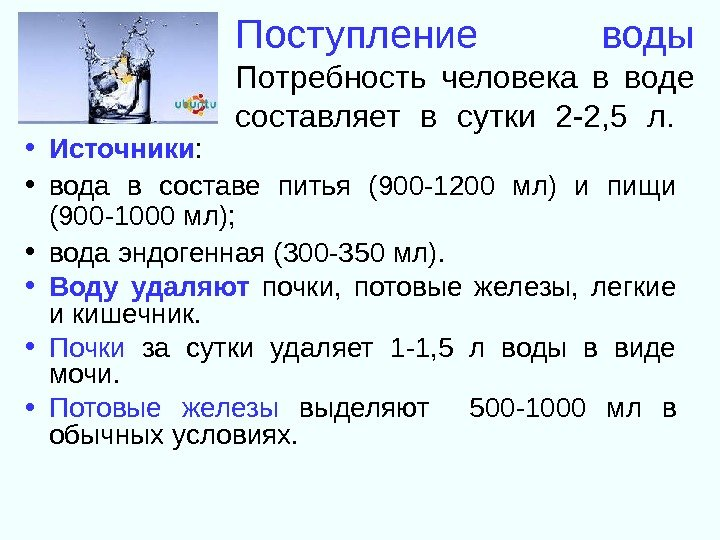 Поступление воды
Потребность человека в воде
составляет в сутки 2-2,5 л.
ubuntu
• Источники:
• вода в составе питья (900-1200 мл) и пищи
(900-1000 мл);
• вода эндогенная (300-350 мл).
• Воду удаляют почки, потовые железы, легкие
и кишечник.
• Почки за сутки удаляет 1-1,5 л воды в виде
мочи.
• Потовые железы выделяют 500-1000 мл в
обычных условиях.